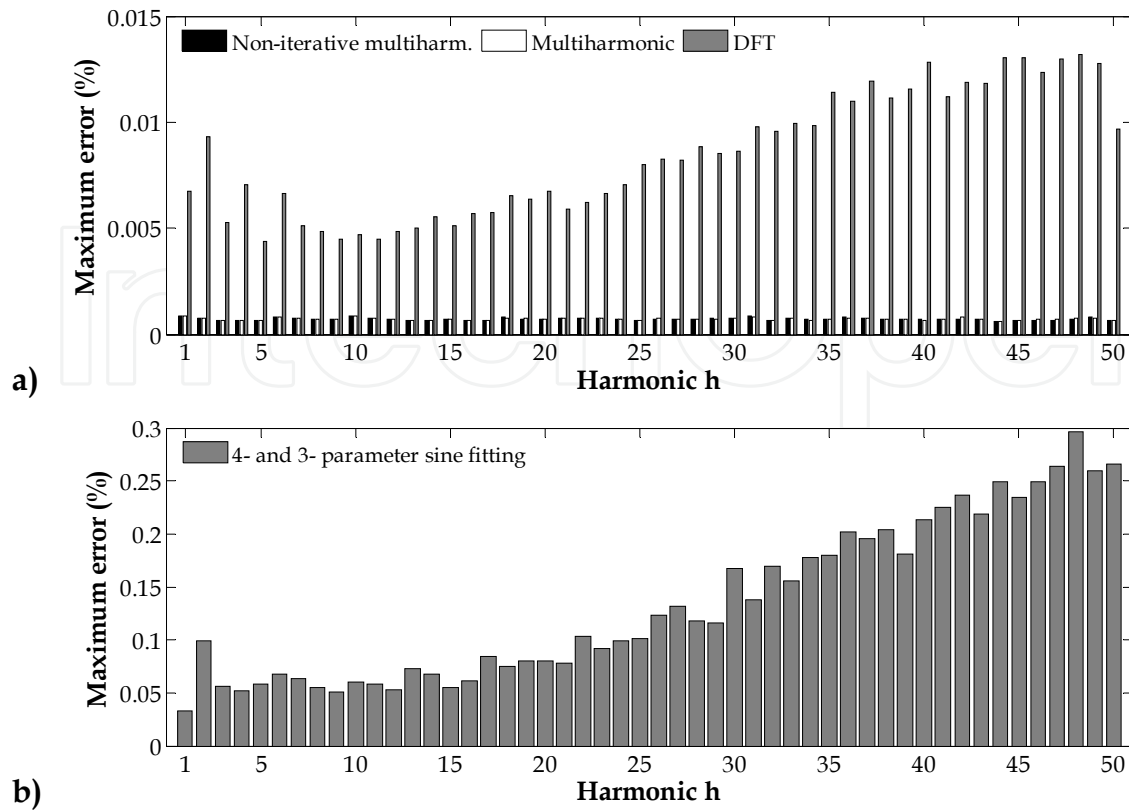 0.015
Non-iterative multiharm. Multiharmonic DFT
0.01
0.005
0
Maximum error (%)
1 5 10 15 20 25 30 35 40 45 50
Harmonic h
a)
0.3
4- and 3- parameter sine fitting
0.25
0.2
0.15
0.1
0.05
0
Maximum error (%)
1 5 10 15 20 25 30 35 40 45 50
Harmonic h
b)